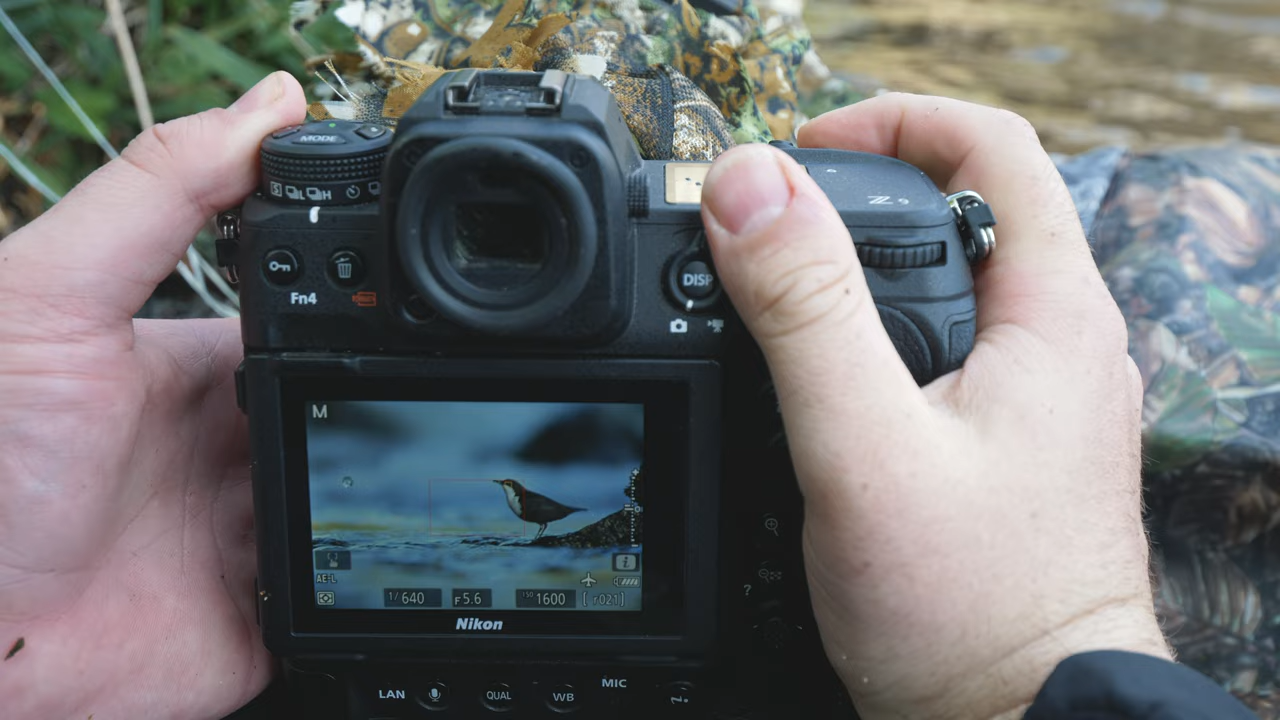 MODE
S L H
Z 9
DISP
Fn4
M
AE-L
i
1/640
F5.6
ISO 1600
[r021]
Nikon
?
LAN
QUAL
WB
MIC